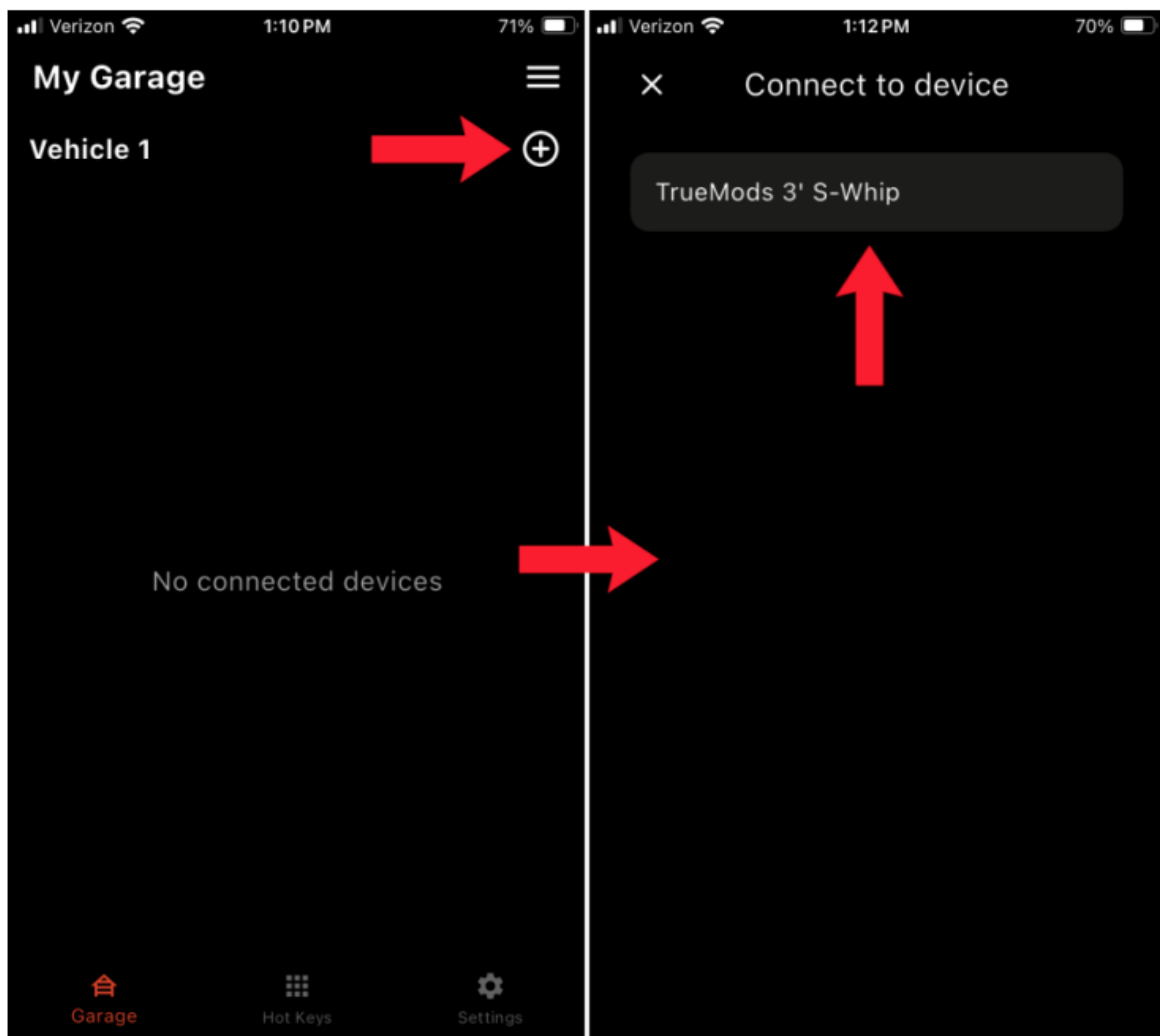 Verizon 1:10 PM 71%
My Garage
Vehicle 1
No connected devices
Garage Hot Keys Settings
Verizon 1:12 PM 70%
Connect to device
TrueMods 3' S-Whip